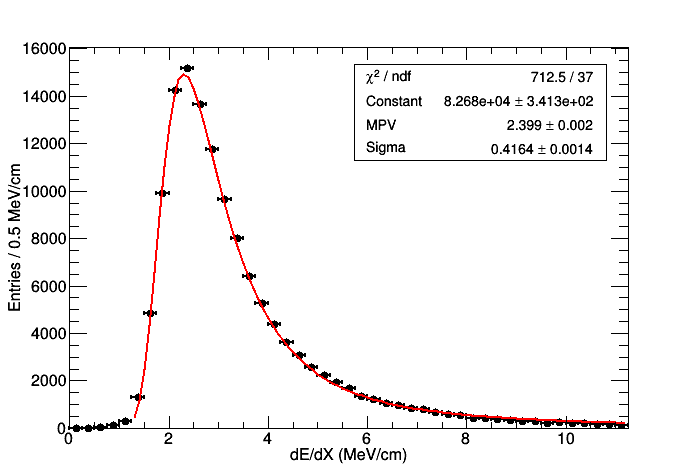 16000
14000
12000
10000
8000
6000
4000
2000
0
Entries / 0.5 MeV/cm
χ² / ndf 712.5 / 37
Constant 8.268e+04 ± 3.413e+02
MPV 2.399 ± 0.002
Sigma 0.4164 ± 0.0014
0 2 4 6 8 10
dE/dX (MeV/cm)